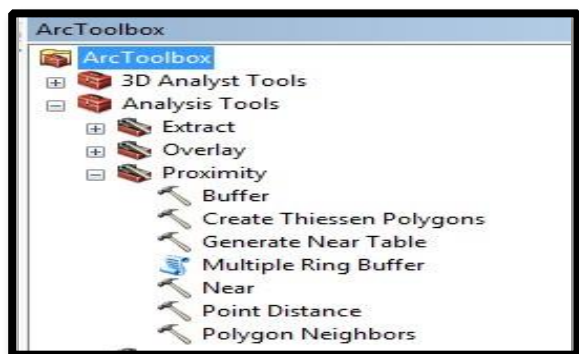 ArcToolbox
ArcToolbox
3D Analyst Tools
Analysis Tools
Extract
Overlay
Proximity
Buffer
Create Thiessen Polygons
Generate Near Table
Multiple Ring Buffer
Near
Point Distance
Polygon Neighbors